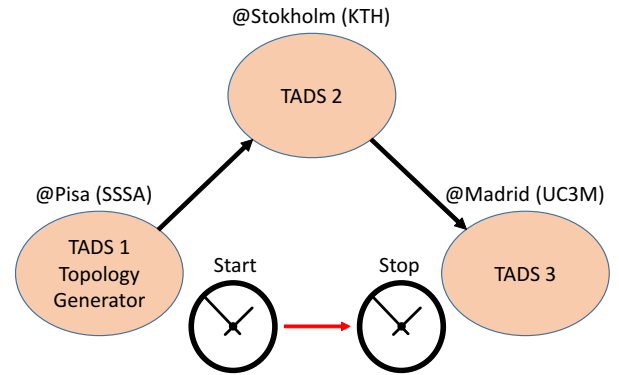 @Stokholm (KTH)
TADS 2
@Pisa (SSSA)
@Madrid (UC3M)
TADS 1
Topology
Generator
Start
Stop
TADS 3